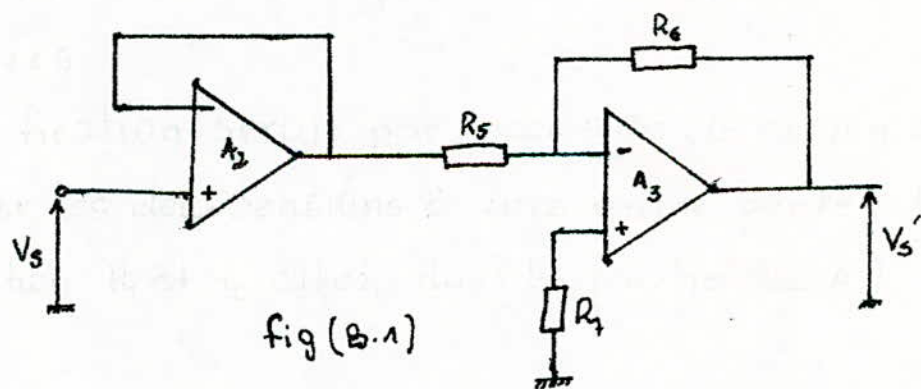 R₆
R₅
A₂
-
A₃
+
+
Vs
Vs'
R₇
fig (B.1)